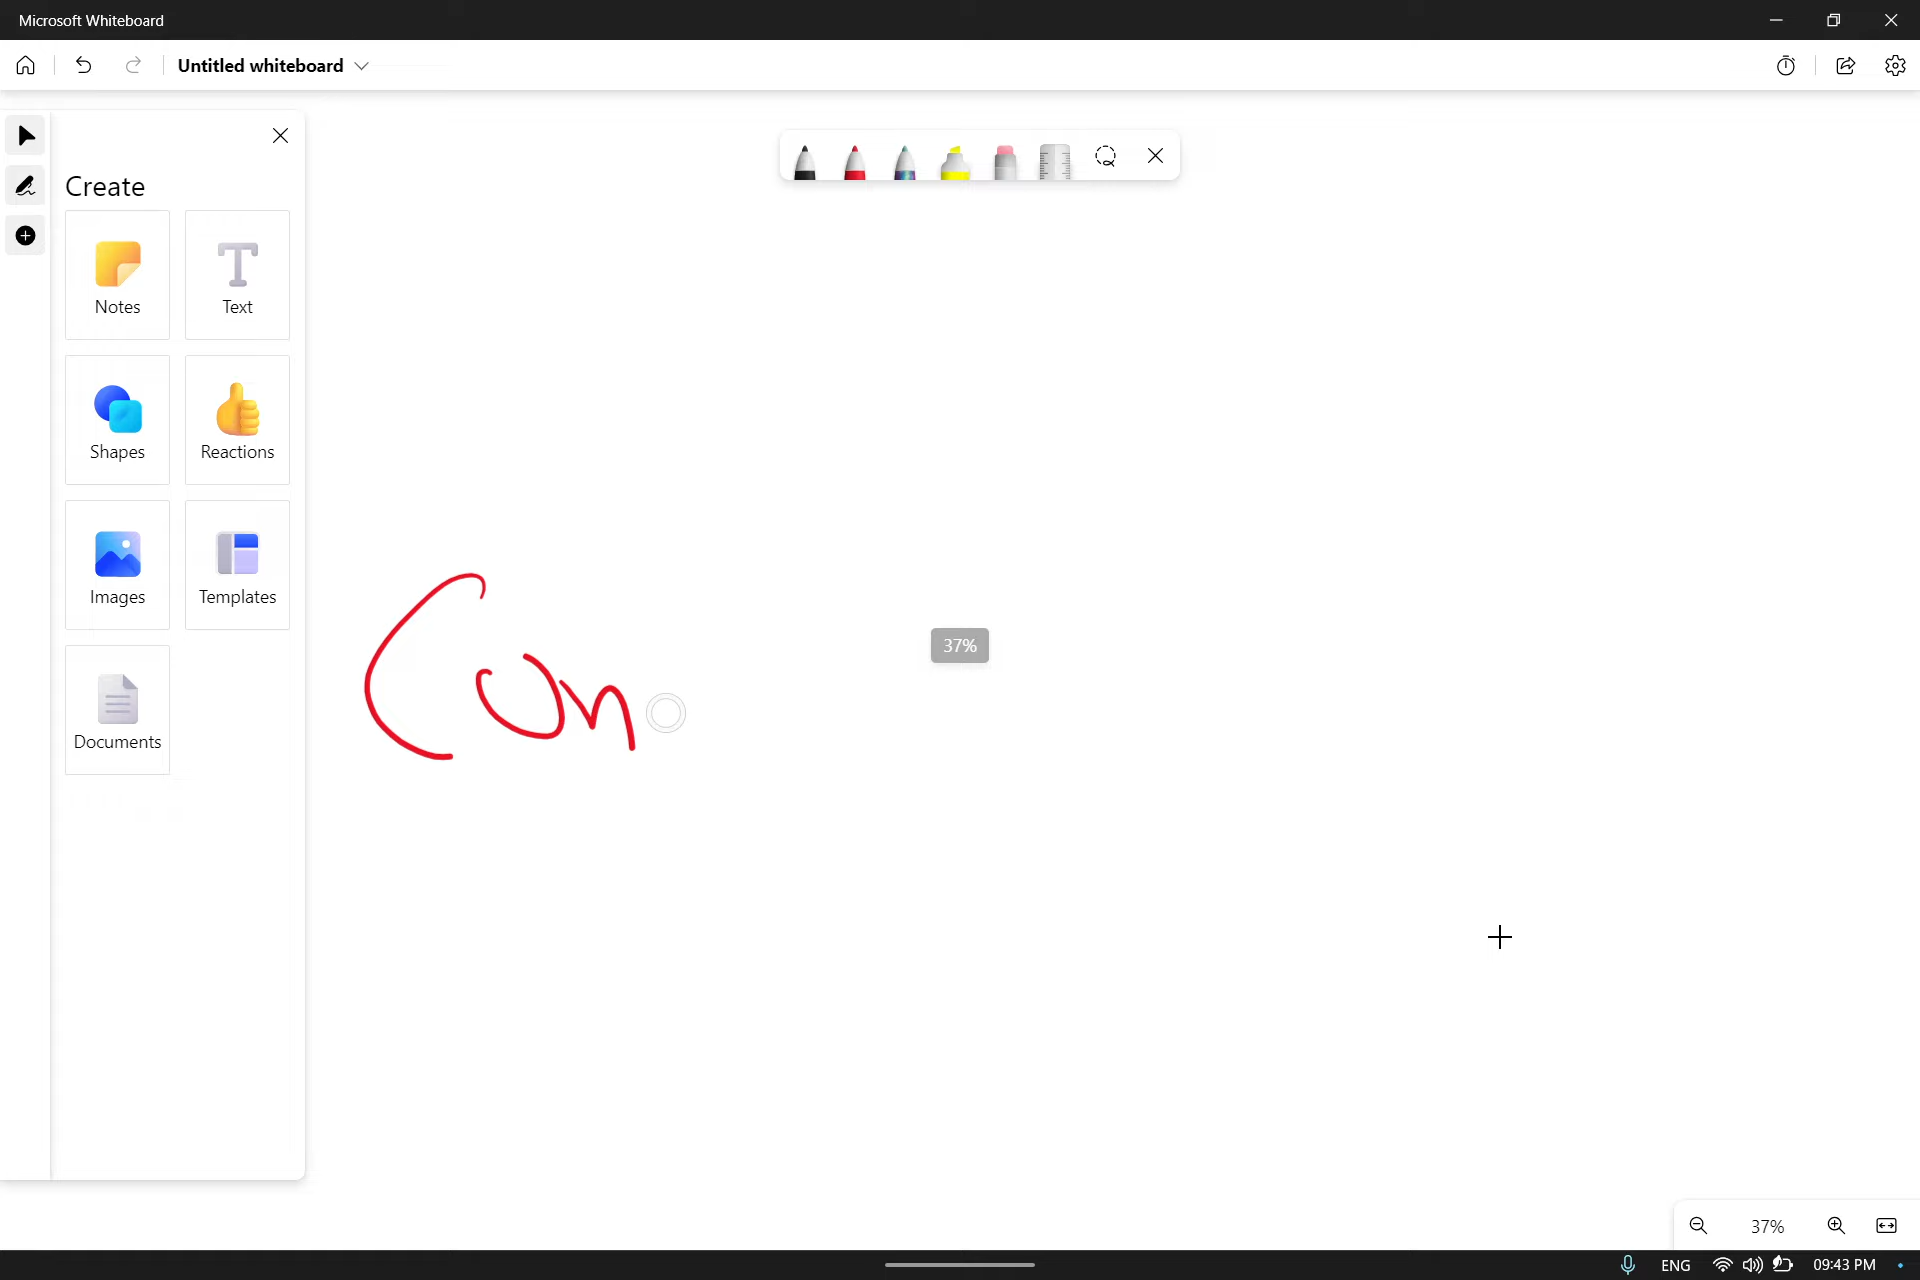 Microsoft Whiteboard
Untitled whiteboard
Create
Notes
Text
Shapes
Reactions
Images
Templates
Documents
Con
37%
37%
ENG
09:43 PM